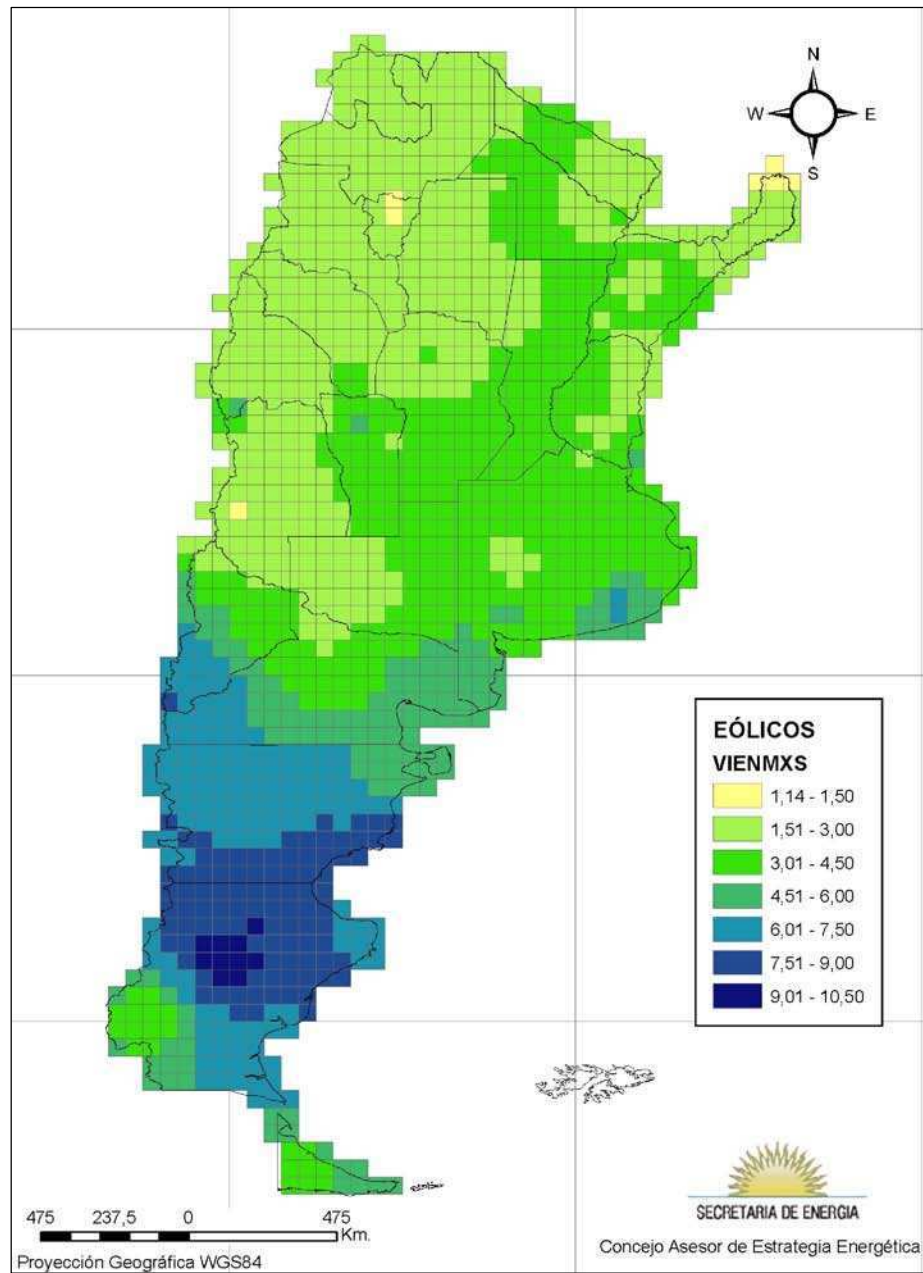 N
W
E
S
EÓLICOS
VIENMXS
1,14 - 1,50
1,51 - 3,00
3,01 - 4,50
4,51 - 6,00
6,01 - 7,50
7,51 - 9,00
9,01 - 10,50
475 237,5 0 475
Km.
Proyección Geográfica WGS84
SECRETARIA DE ENERGIA
Concejo Asesor de Estrategia Energética